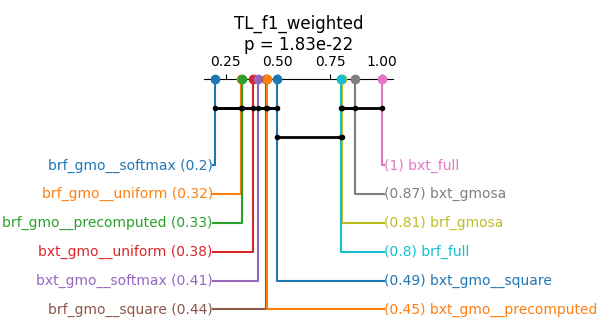 TL_f1_weighted
p = 1.83e-22
0.25 0.50 0.75 1.00
brf_gmo__softmax (0.2)
(1) bxt_full
brf_gmo__uniform (0.32)
(0.87) bxt_gmosa
brf_gmo__precomputed (0.33)
(0.81) brf_gmosa
bxt_gmo__uniform (0.38)
(0.8) brf_full
bxt_gmo__softmax (0.41)
(0.49) bxt_gmo__square
brf_gmo__square (0.44)
(0.45) bxt_gmo__precomputed